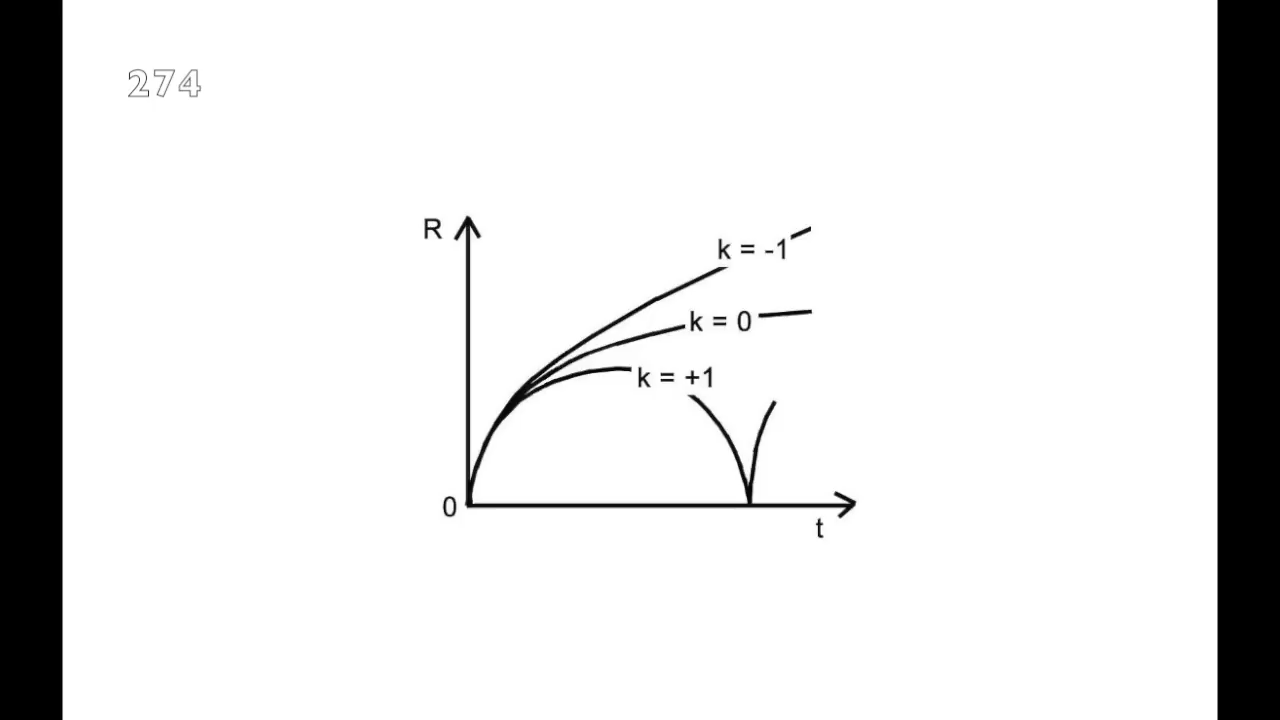 274
R
k = -1
k = 0
k = +1
0
t